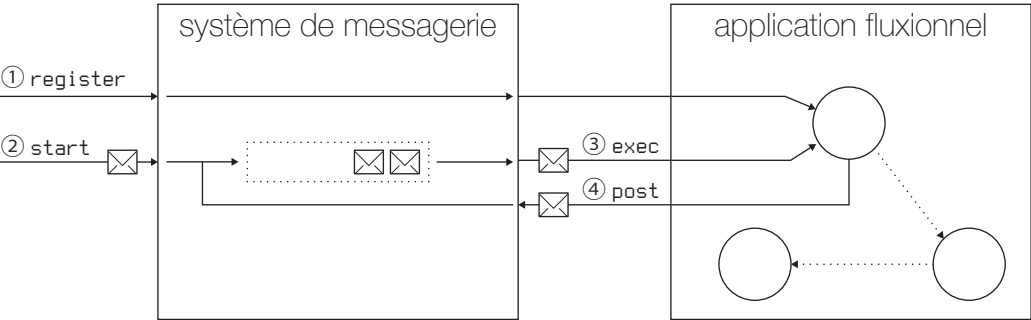 système de messagerie
application fluxionnel
① register
② start
③ exec
④ post